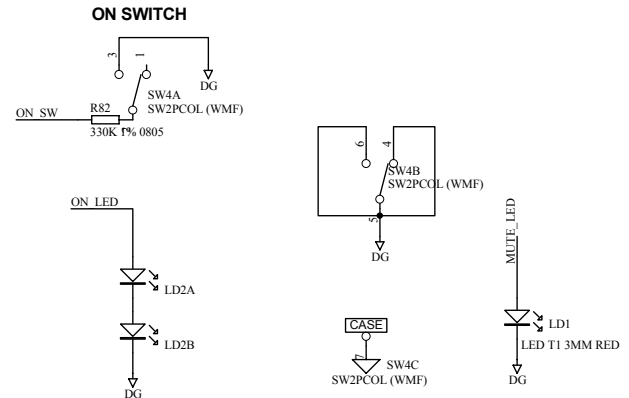 ON SWITCH
3
1
DG
SW4A
SW2PCOL (WMF)
ON_SW
R82
330K 1% 0805
6
4
SW4B
SW2PCOL (WMF)
5
DG
ON_LED
LD2A
LD2B
DG
CASE
7
SW4C
SW2PCOL (WMF)
MUTE_LED
LD1
LED T1 3MM RED
DG